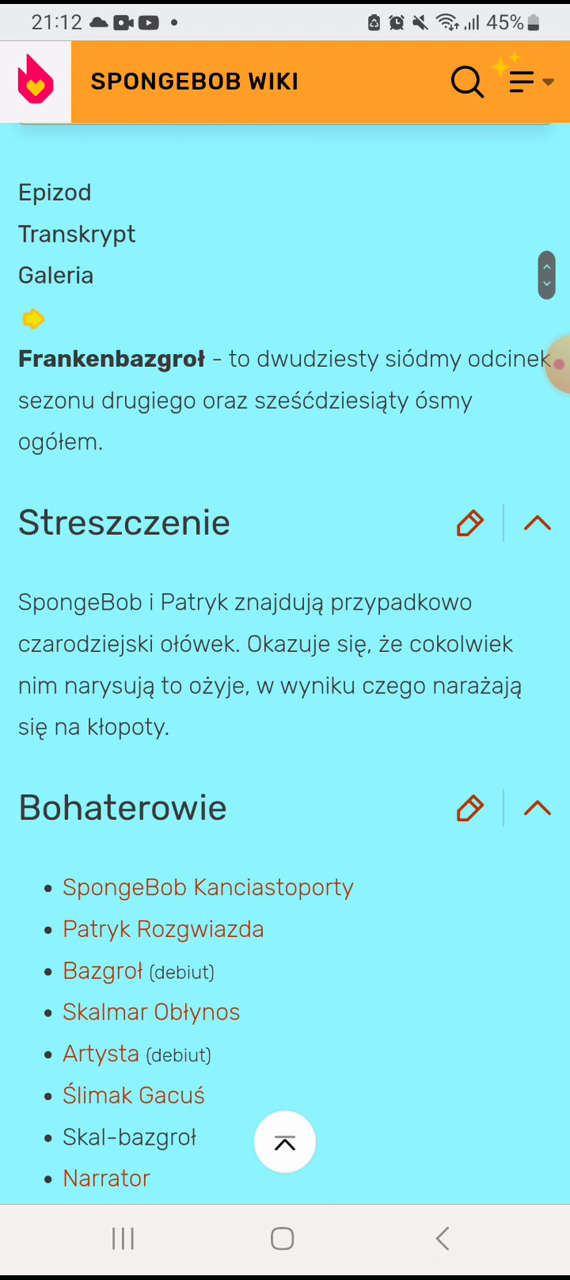 21:12
45%
SPONGEBOB WIKI
Epizod
Transkrypt
Galeria
Frankenbazgroł - to dwudziesty siódmy odcinek
sezonu drugiego oraz sześćdziesiąty ósmy
ogółem.
Streszczenie
SpongeBob i Patryk znajdują przypadkowo
czarodziejski ołówek. Okazuje się, że cokolwiek
nim narysują to ożyje, w wyniku czego narażają
się na kłopoty.
Bohaterowie
• SpongeBob Kanciastoporty
• Patryk Rozgwiazda
• Bazgroł (debiut)
• Skalmar Obłynos
• Artysta (debiut)
• Ślimak Gacuś
• Skal-bazgroł
• Narrator